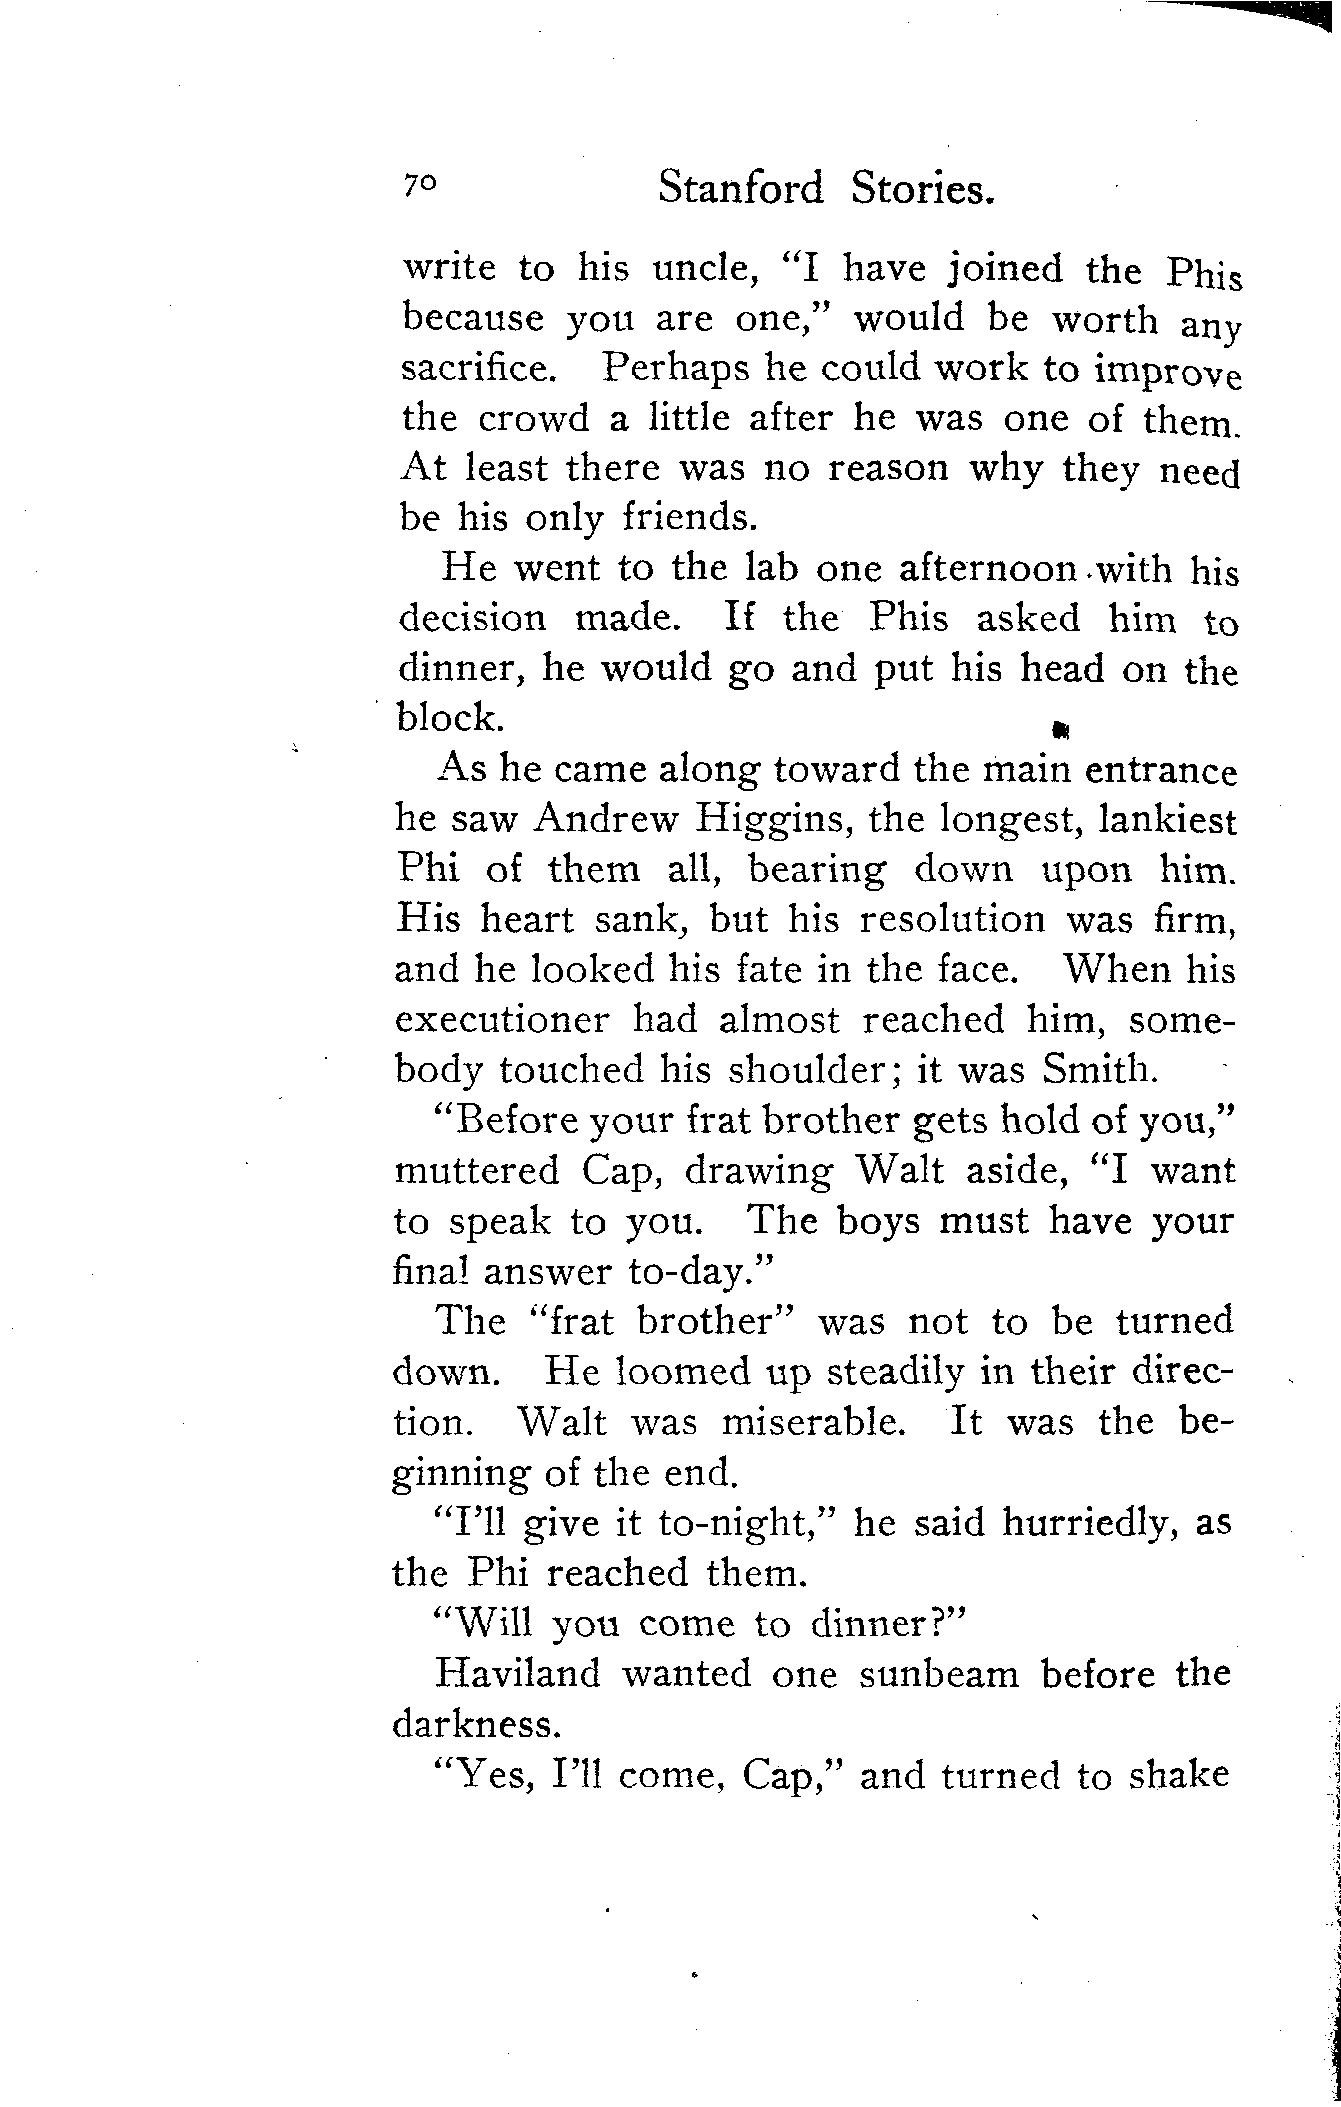 70 Stanford Stories.
write to his uncle, "I have joined the Phis
because you are one," would be worth any
sacrifice. Perhaps he could work to improve
the crowd a little after he was one of them.
At least there was no reason why they need
be his only friends.
He went to the lab one afternoon with his
decision made. If the Phis asked him to
dinner, he would go and put his head on the
block.
As he came along toward the main entrance
he saw Andrew Higgins, the longest, lankiest
Phi of them all, bearing down upon him.
His heart sank, but his resolution was firm,
and he looked his fate in the face. When his
executioner had almost reached him, some-
body touched his shoulder; it was Smith.
"Before your frat brother gets hold of you,"
muttered Cap, drawing Walt aside, "I want
to speak to you. The boys must have your
final answer to-day."
The "frat brother" was not to be turned
down. He loomed up steadily in their direc-
tion. Walt was miserable. It was the be-
ginning of the end.
"I'll give it to-night," he said hurriedly, as
the Phi reached them.
"Will you come to dinner?"
Haviland wanted one sunbeam before the
darkness.
"Yes, I'll come, Cap," and turned to shake